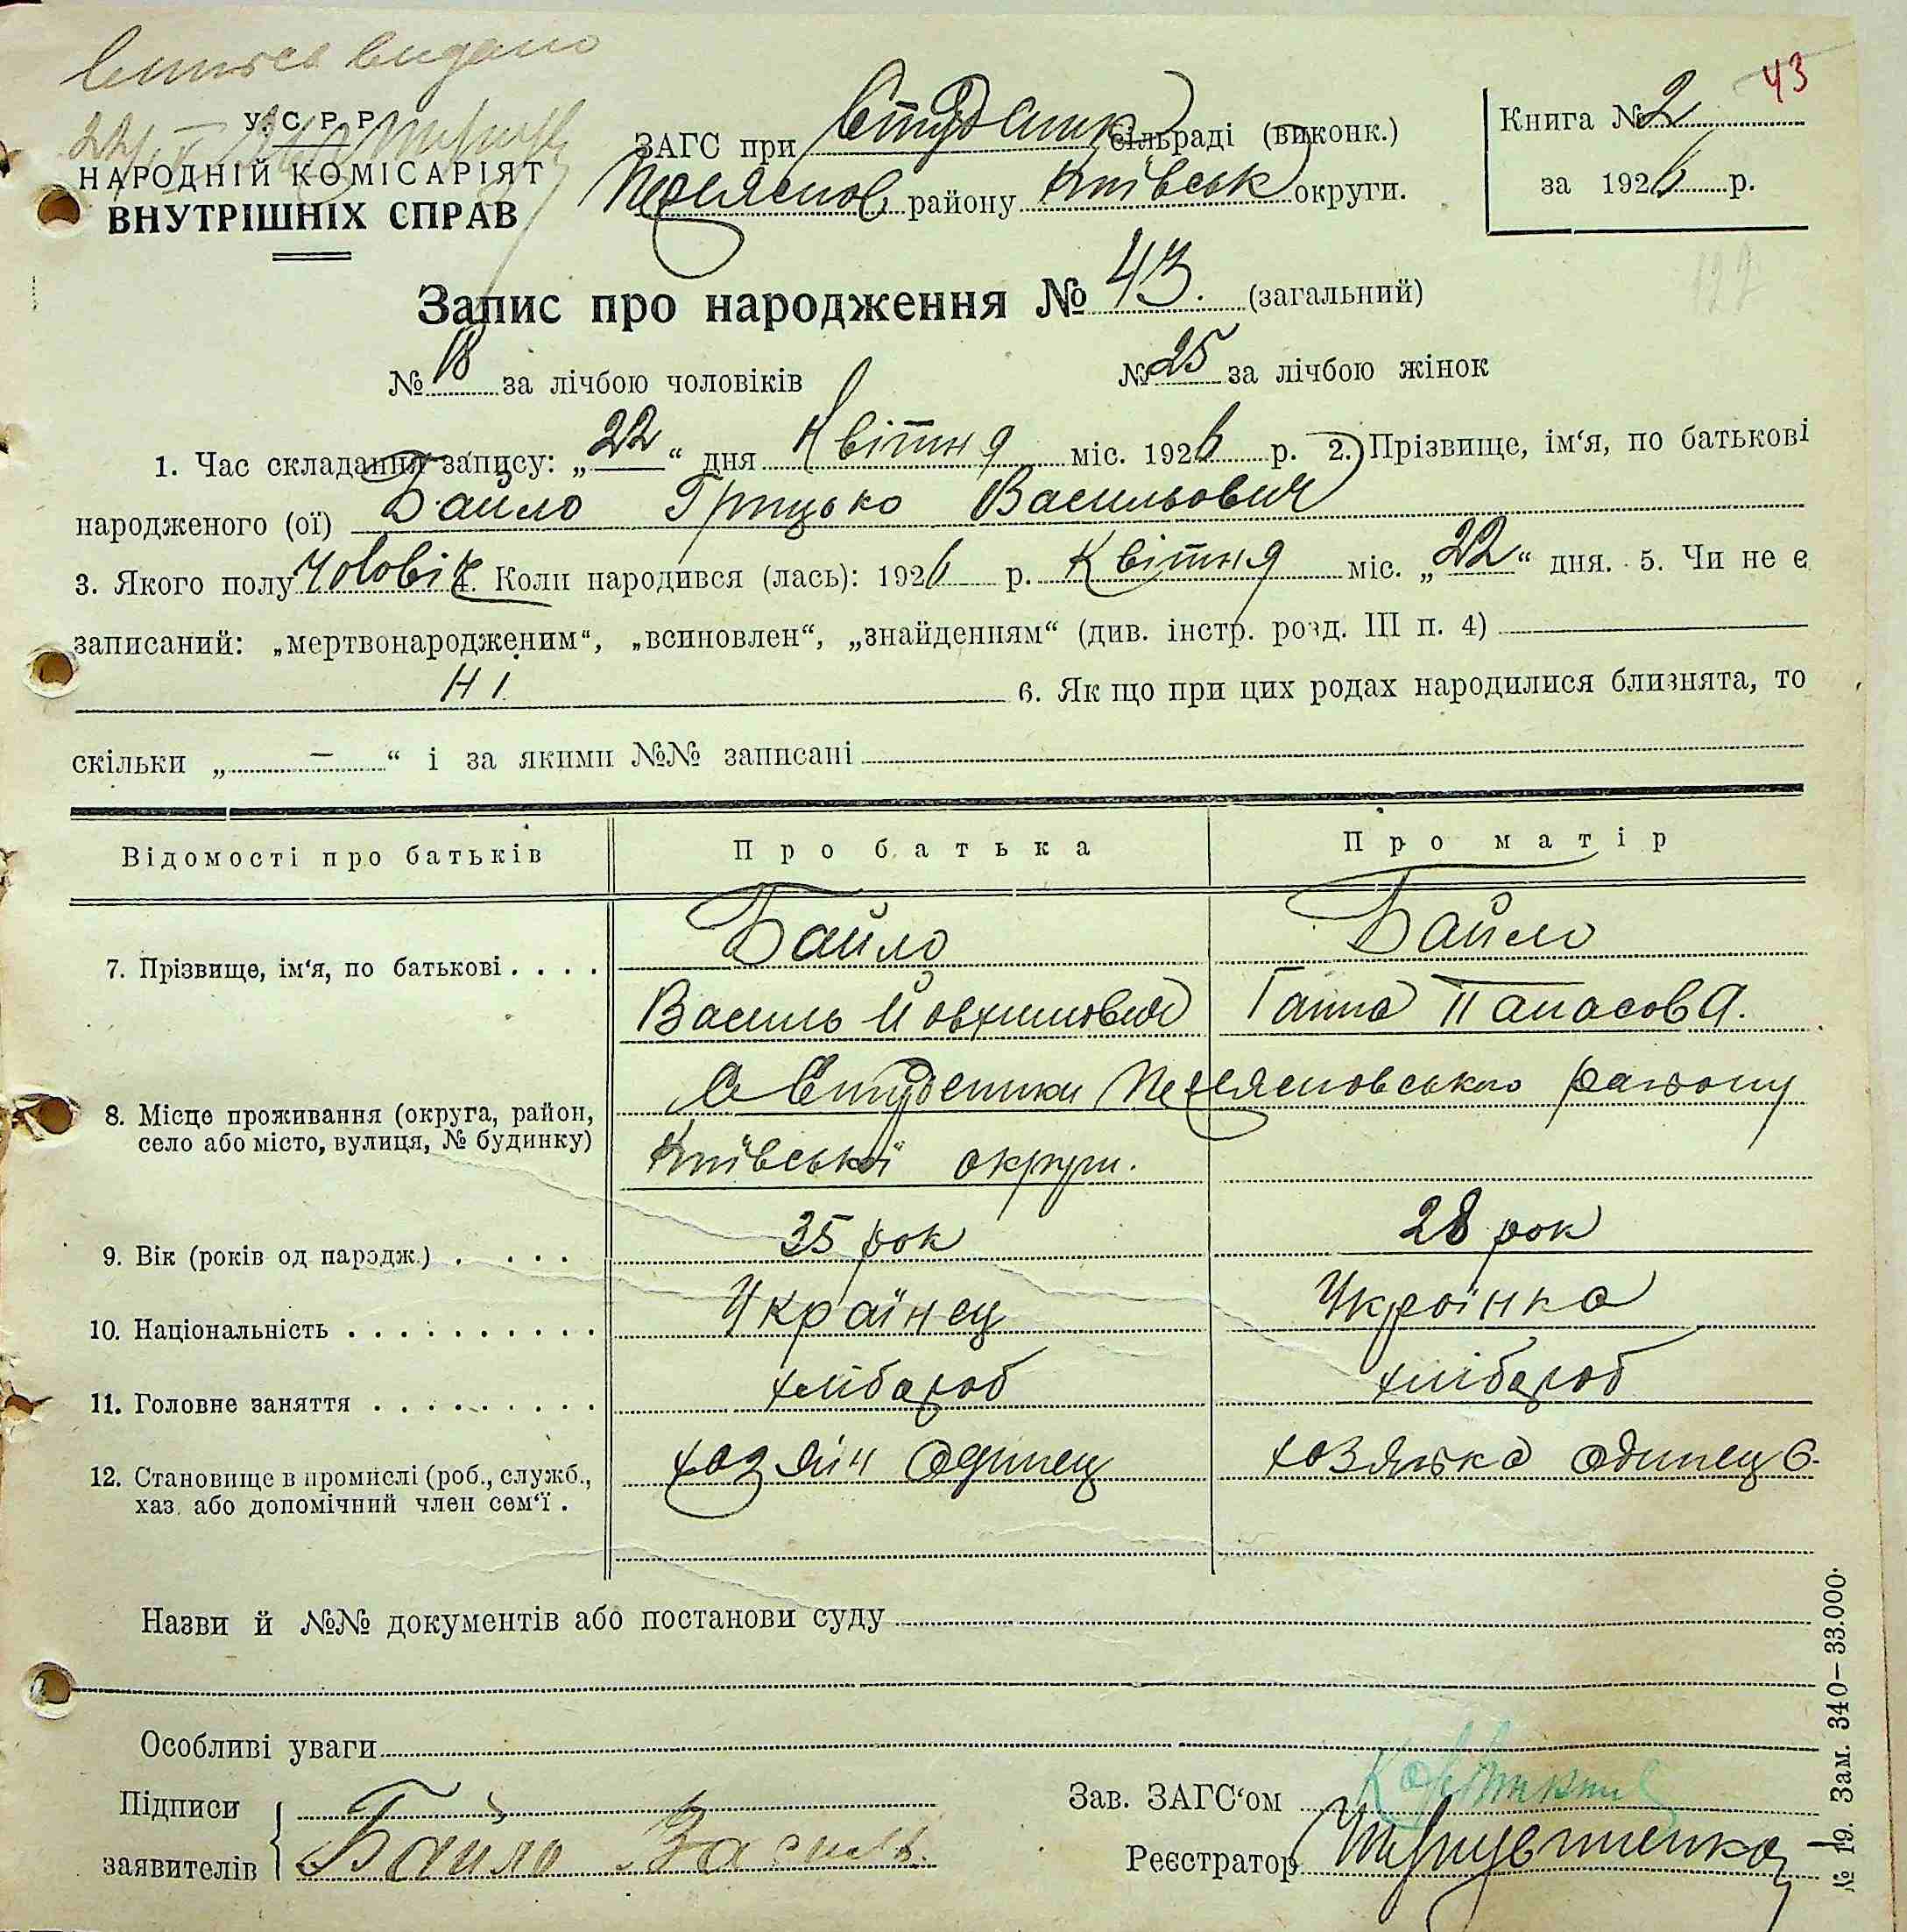 43
У. С. Р. Р.
НАРОДНІЙ КОМІСАРІЯТ
ВНУТРІШНІХ СПРАВ
ЗАГС при Студеник сільраді (виконк.)
району Київськ округи.
Книга № 2
за 1926 р.
Запис про народження № 43. (загальний)
№ 18 за лічбою чоловіків № 25 за лічбою жінок
1. Час складання запису: „22“ дня Квітня міс. 1926 р. 2. Прізвище, ім‘я, по батькові
народженого (ої) Байло Грицько Васильович
3. Якого полу Чоловік 4. Коли народився (лась): 1926 р. Квітня міс. „22“ дня. 5. Чи не є
записаний: „мертвонародженим“, „всиновлен“, „знайденням“ (див. інстр. розд. III п. 4)
Ні. 6. Як що при цих родах народилися близнята, то
скільки „ — “ і за якими №№ записані
Відомості про батьків Про батька Про матір
7. Прізвище, ім‘я, по батькові . . . . Байло Байло
Василь Йовхимович Ганна Панасова.
8. Місце проживання (округа, район, село або місто, вулиця, № будинку) с Студеники району
Київської округи.
9. Вік (років од народж.) . . . . . 35 рок 28 рок
10. Національність . . . . . . . . . . . Українец Українка
11. Головне заняття . . . . . . . . . хлібороб хлібороб
12. Становище в промислі (роб., служб., хаз. або допомічний член сем‘ї . хозяїн одинец хозяйка одинец
Назви й №№ документів або постанови суду
Особливі уваги
Підписи
заявителів Байло Василь
Зав. ЗАГС‘ом
Реєстратор
№ 19. Зам. 340—33.000.